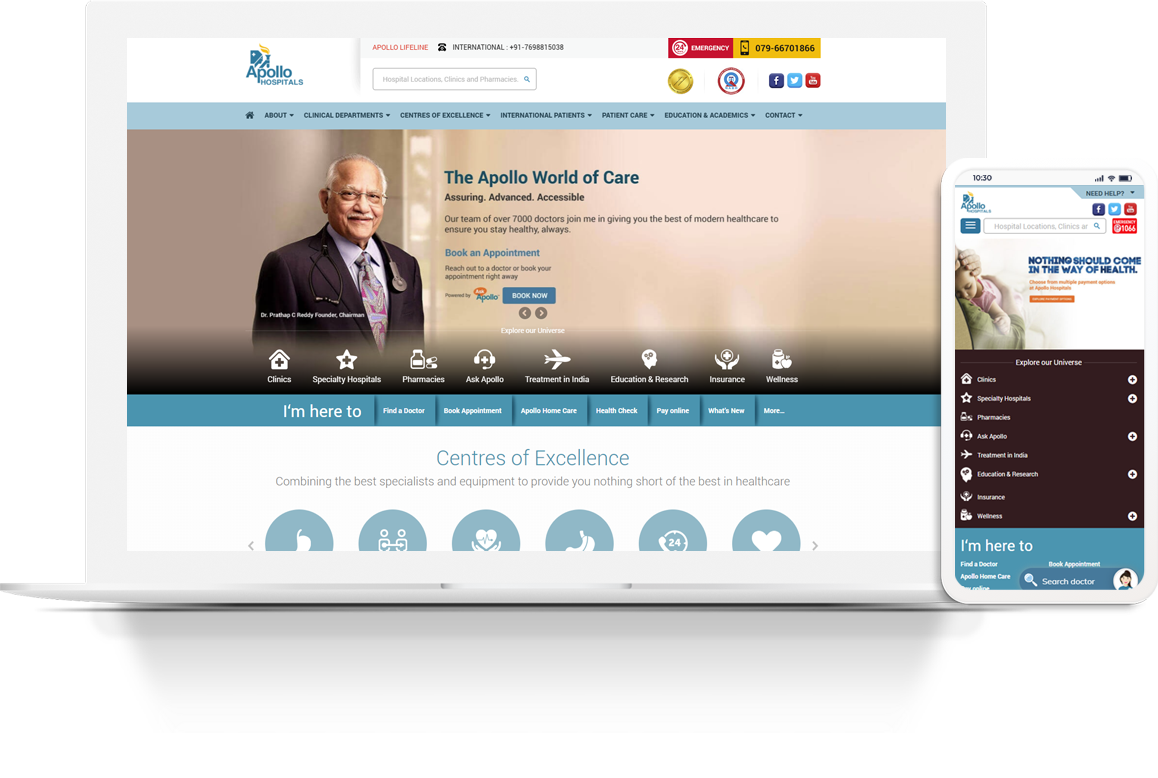 APOLLO LIFELINE
INTERNATIONAL : +91-7698815038
24
EMERGENCY
079-66701866
Apollo
HOSPITALS
Hospital Locations, Clinics and Pharmacies.
ABOUT
CLINICAL DEPARTMENTS
CENTRES OF EXCELLENCE
INTERNATIONAL PATIENTS
PATIENT CARE
EDUCATION & ACADEMICS
CONTACT
The Apollo World of Care
Assuring. Advanced. Accessible
Our team of over 7000 doctors join me in giving you the best of modern healthcare to
ensure you stay healthy, always.
Book an Appointment
Reach out to a doctor or book your
appointment right away
Powered by
Ask
Apollo
BOOK NOW
Dr. Prathap C Reddy Founder, Chairman
Explore our Universe
Clinics
Specialty Hospitals
Pharmacies
Ask Apollo
Treatment in India
Education & Research
Insurance
Wellness
I'm here to
Find a Doctor
Book Appointment
Apollo Home Care
Health Check
Pay online
What's New
More...
Centres of Excellence
Combining the best specialists and equipment to provide you nothing short of the best in healthcare
24
10:30
NEED HELP?
Apollo
HOSPITALS
Hospital Locations, Clinics ar
EMERGENCY
1066
NOTHING SHOULD COME
IN THE WAY OF HEALTH.
Choose from multiple payment options
at Apollo Hospitals
EXPLORE PAYMENT OPTIONS
Explore our Universe
Clinics
Specialty Hospitals
Pharmacies
Ask Apollo
Treatment in India
Education & Research
Insurance
Wellness
I'm here to
Find a Doctor
Book Appointment
Apollo Home Care
Search doctor
Pay online